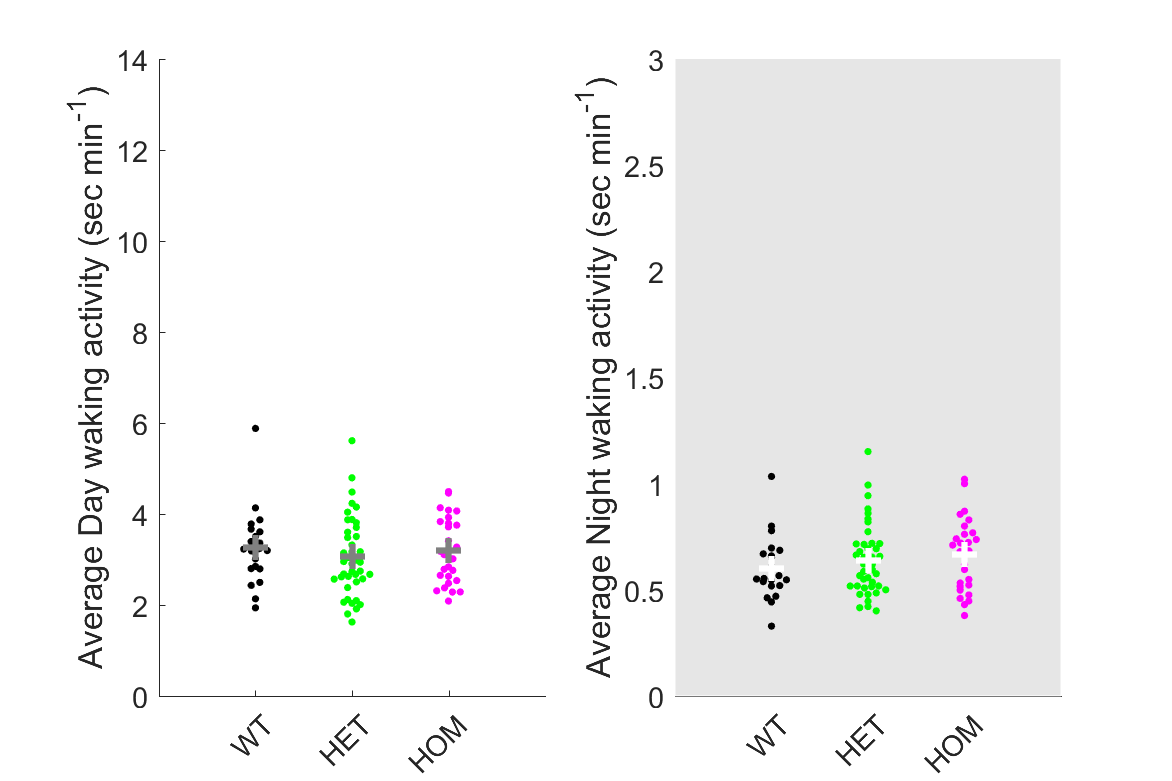 Average Day waking activity (sec min-1)
14
12
10
8
6
4
2
0
WT
HET
HOM
Average Night waking activity (sec min-1)
3
2.5
2
1.5
1
0.5
0
WT
HET
HOM